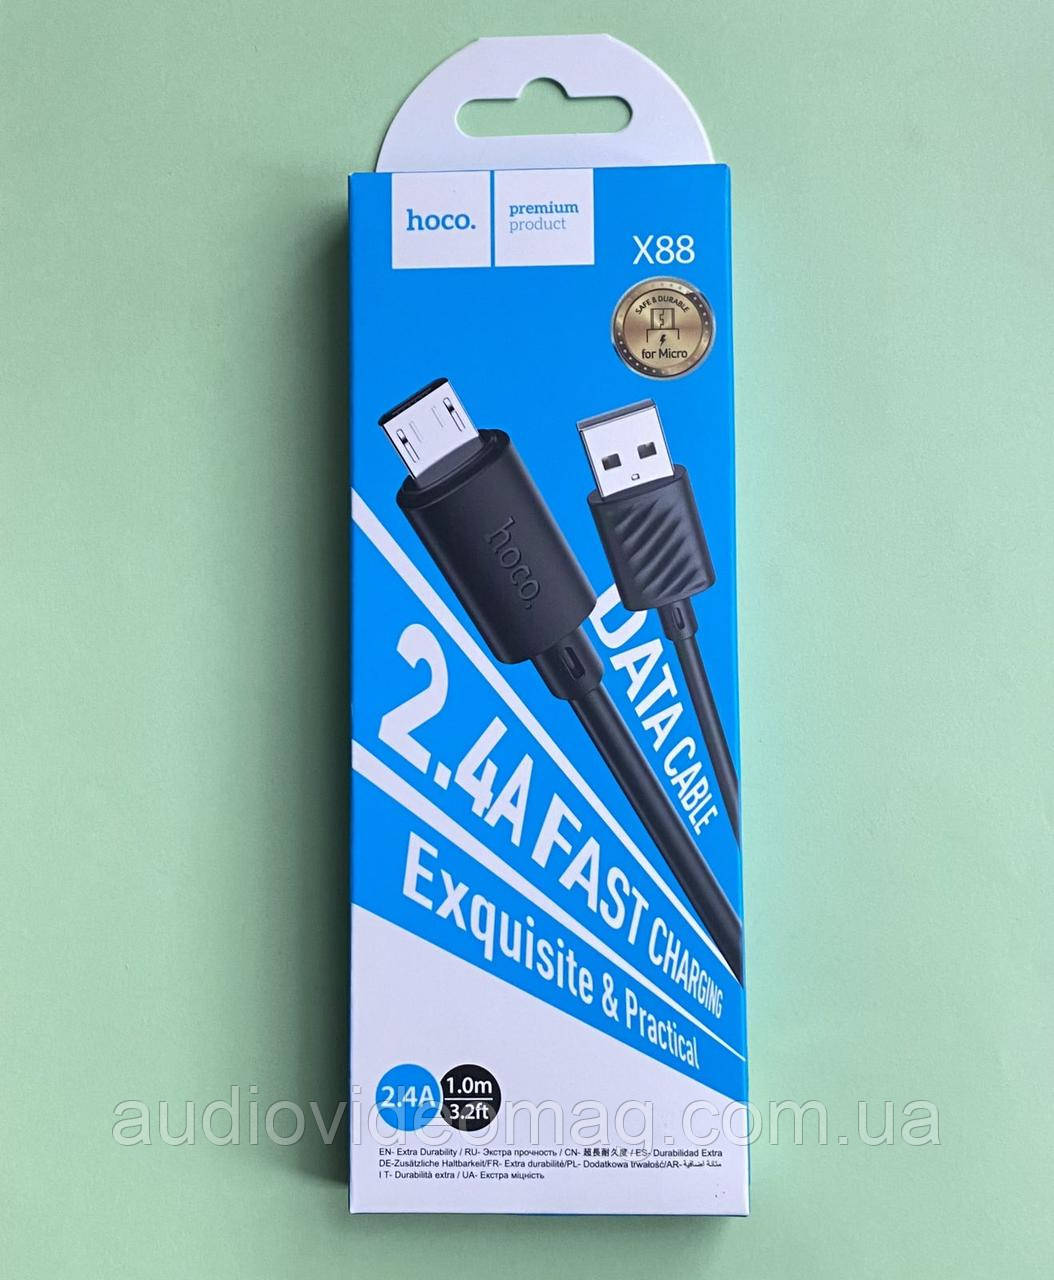 hoco.
premium
product
X88
SAFE & DURABLE
for Micro
hoco.
DATA CABLE
2.4A FAST CHARGING
Exquisite & Practical
2.4A
1.0m
3.2ft
audiovideomag.com.ua
EN- Extra Durability / RU- Экстра прочность / CN- 超長耐久度 / ES- Durabilidad Extra
DE-Zusätzliche Haltbarkeit/FR- Extra durabilité/PL- Dodatkowa trwałość/AR- متانة اضافية
I T- Durabilità extra / UA- Екстра міцність